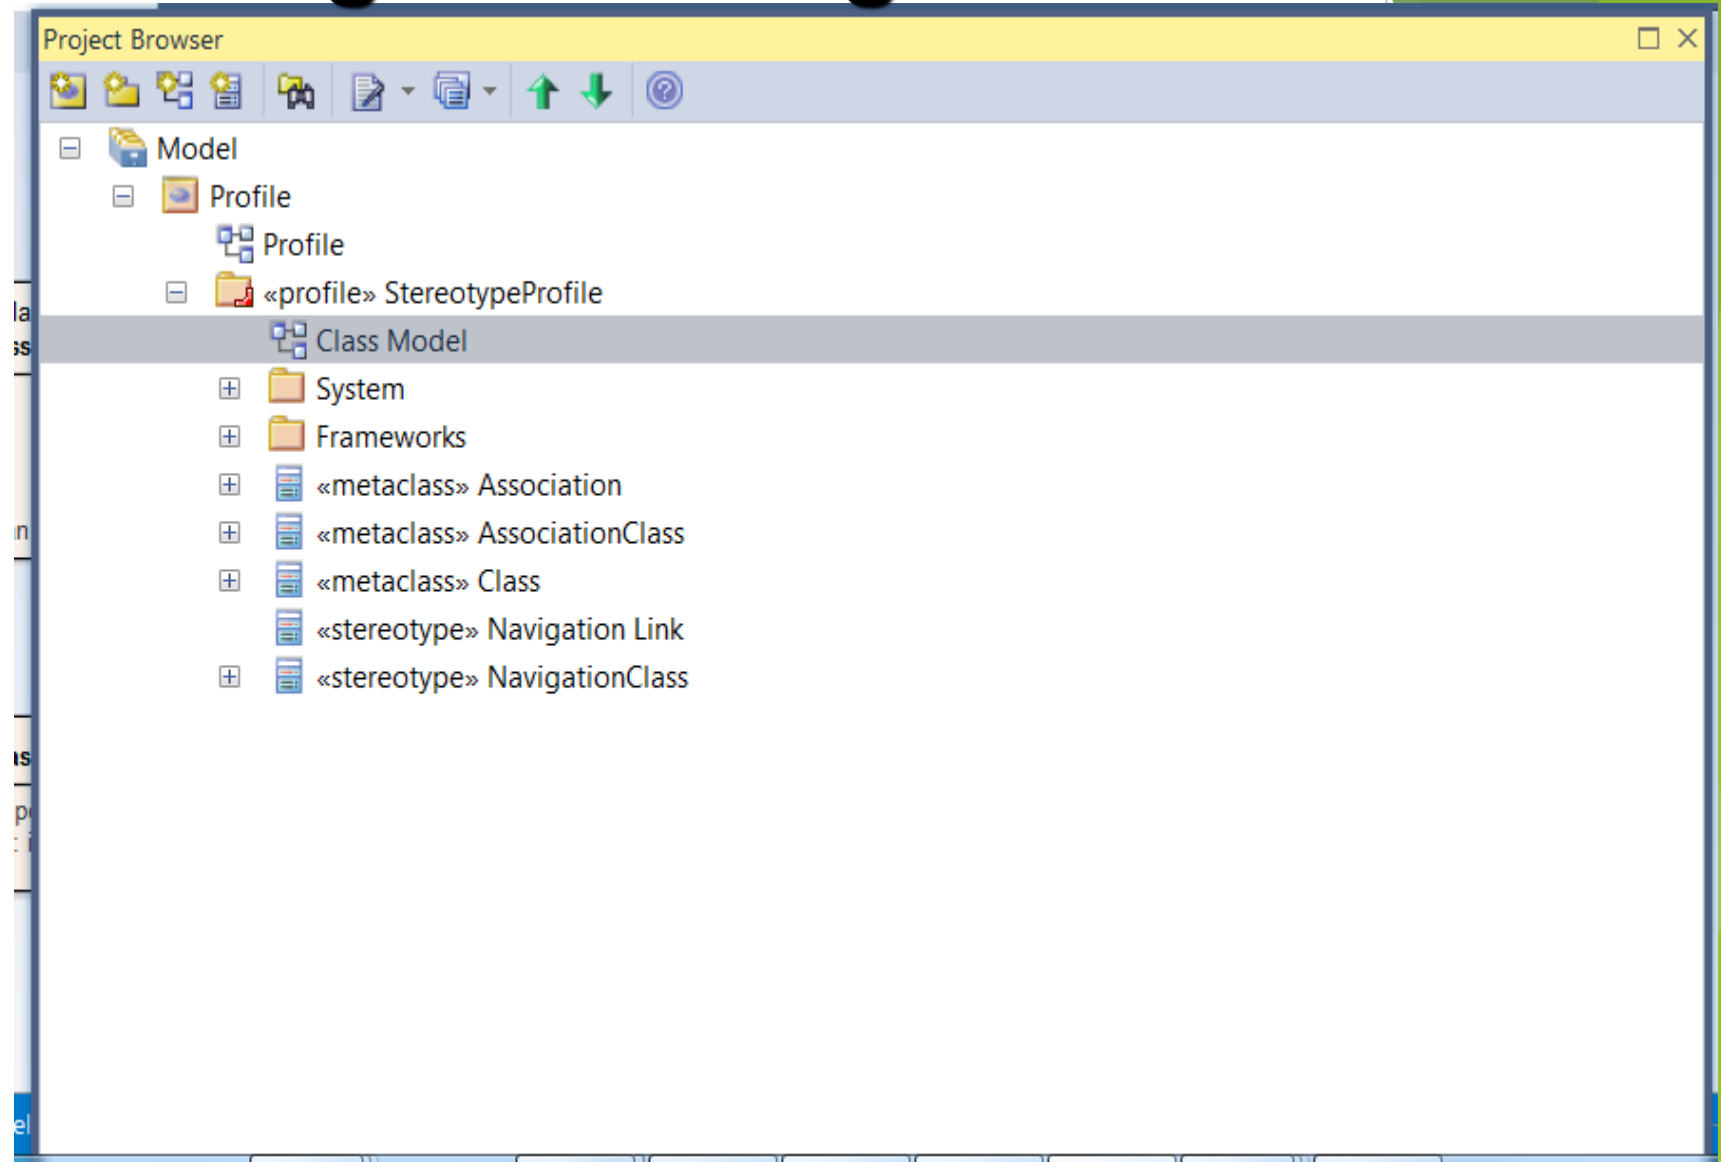 Project Browser
Model
Profile
Profile
«profile» StereotypeProfile
Class Model
System
Frameworks
«metaclass» Association
«metaclass» AssociationClass
«metaclass» Class
«stereotype» Navigation Link
«stereotype» NavigationClass